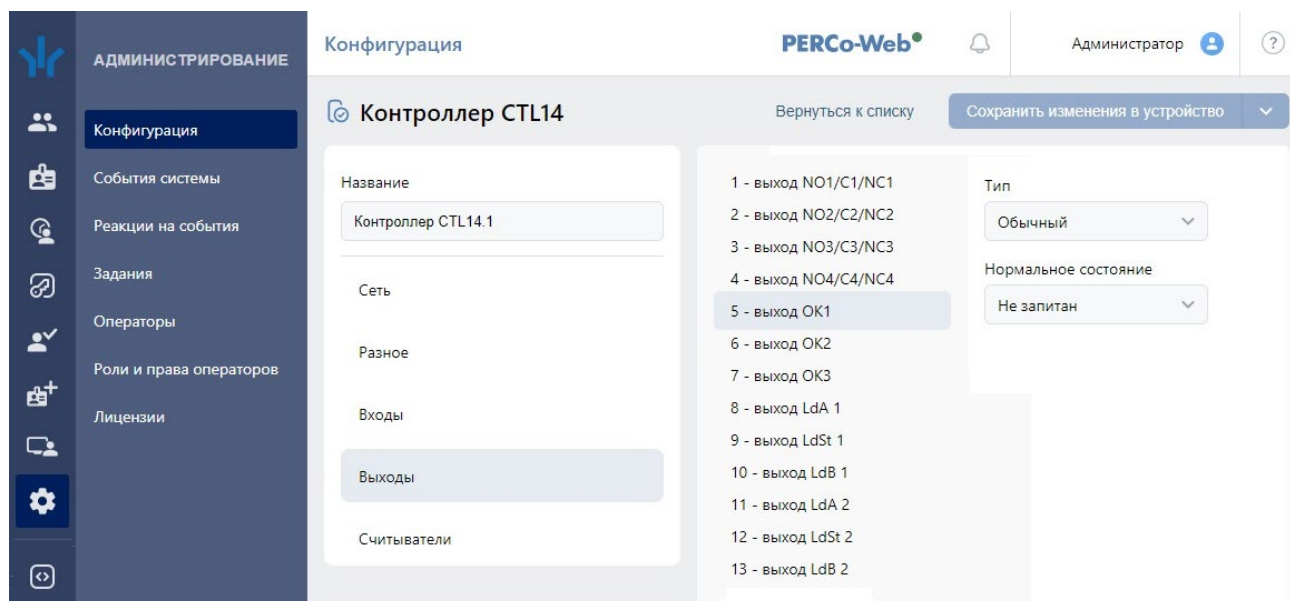 АДМИНИСТРИРОВАНИЕ
Конфигурация
События системы
Реакции на события
Задания
Операторы
Роли и права операторов
Лицензии
Конфигурация
PERCo-Web
Администратор
?
Контроллер CTL14
Вернуться к списку
Сохранить изменения в устройство
Название
Контроллер CTL14.1
Сеть
Разное
Входы
Выходы
Считыватели
1 - выход NO1/C1/NC1
2 - выход NO2/C2/NC2
3 - выход NO3/C3/NC3
4 - выход NO4/C4/NC4
5 - выход OK1
6 - выход OK2
7 - выход OK3
8 - выход LdA 1
9 - выход LdSt 1
10 - выход LdB 1
11 - выход LdA 2
12 - выход LdSt 2
13 - выход LdB 2
Тип
Обычный
Нормальное состояние
Не запитан